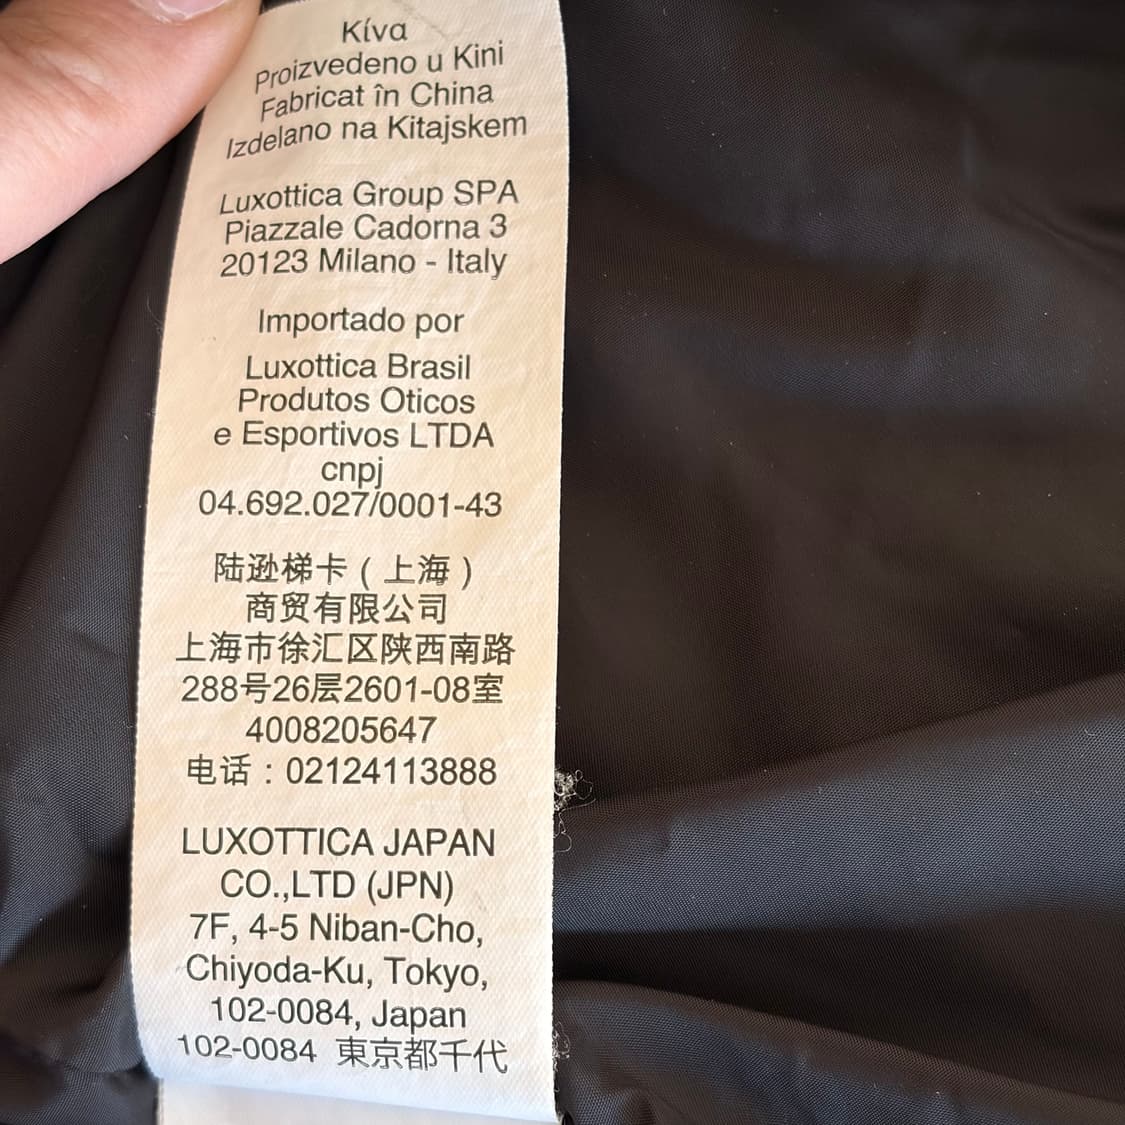 Κίνα
Proizvedeno u Kini
Fabricat în China
Izdelano na Kitajskem
Luxottica Group SPA
Piazzale Cadorna 3
20123 Milano - Italy
Importado por
Luxottica Brasil
Produtos Oticos
e Esportivos LTDA
cnpj
04.692.027/0001-43
陆逊梯卡(上海)
商贸有限公司
上海市徐汇区陕西南路
288号26层2601-08室
4008205647
电话:02124113888
LUXOTTICA JAPAN
CO.,LTD (JPN)
7F, 4-5 Niban-Cho,
Chiyoda-Ku, Tokyo,
102-0084, Japan
102-0084 東京都千代